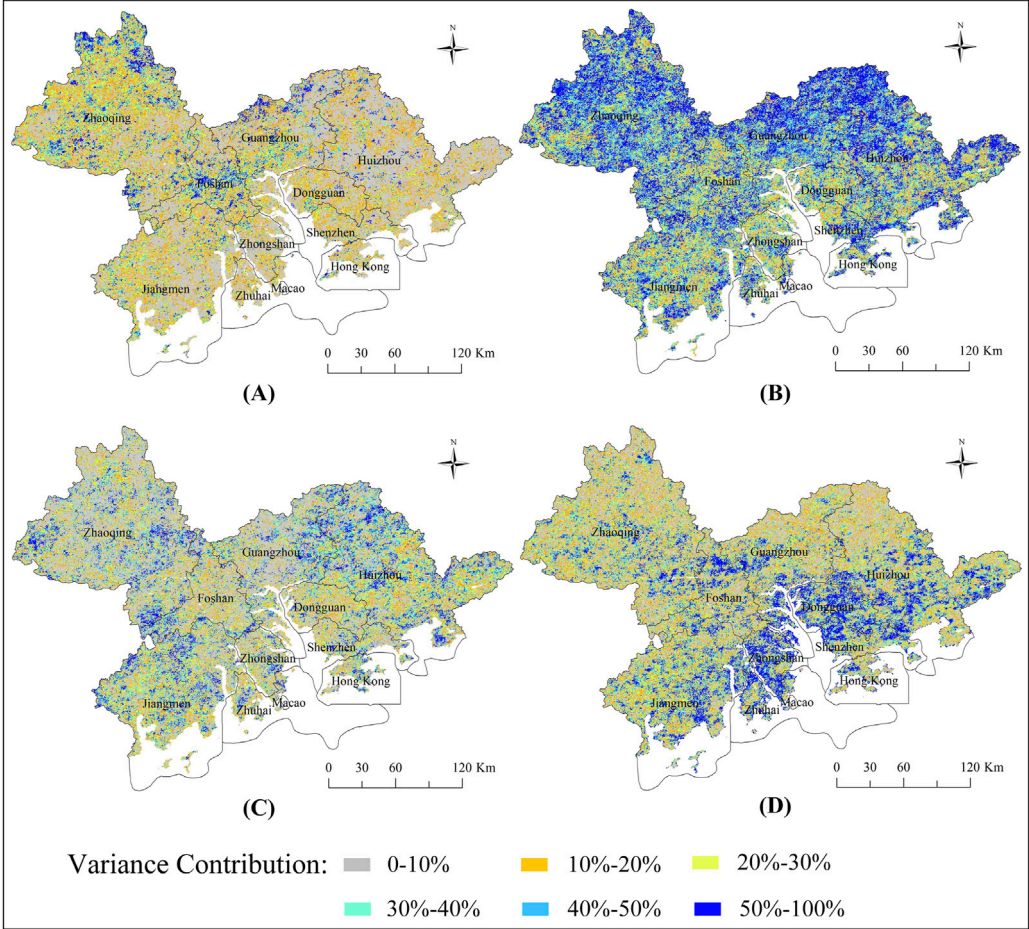 N
Zhaoqing
Guangzhou
Huizhou
Foshan
Dongguan
Shenzhen
Zhongshan
Hong Kong
Jiangmen
Macao
Zhuhai
0 30 60 120 Km
(A)
N
Zhaoqing
Guangzhou
Huizhou
Foshan
Dongguan
Shenzhen
Zhongshan
Hong Kong
Jiangmen
Macao
Zhuhai
0 30 60 120 Km
(B)
N
Zhaoqing
Guangzhou
Huizhou
Foshan
Dongguan
Shenzhen
Zhongshan
Hong Kong
Jiangmen
Macao
Zhuhai
0 30 60 120 Km
(C)
N
Zhaoqing
Guangzhou
Huizhou
Foshan
Dongguan
Shenzhen
Zhongshan
Hong Kong
Jiangmen
Macao
Zhuhai
0 30 60 120 Km
(D)
Variance Contribution: 0-10% 10%-20% 20%-30%
30%-40% 40%-50% 50%-100%